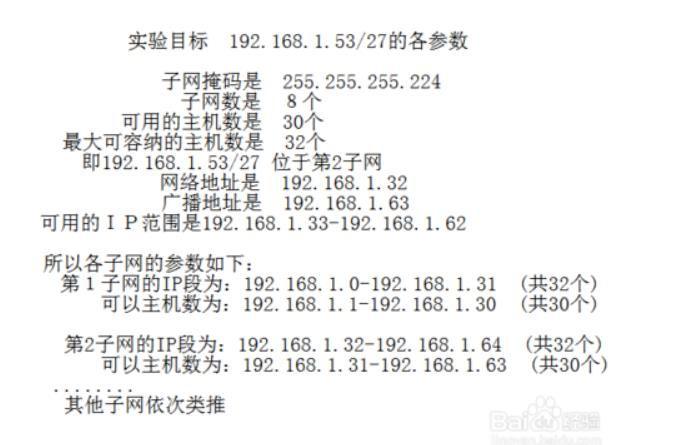 实验目标 192.168.1.53/27的各参数
子网掩码是 255.255.255.224
子网数是 8个
可用的主机数是 30个
最大可容纳的主机数是 32个
即192.168.1.53/27 位于第2子网
网络地址是 192.168.1.32
广播地址是 192.168.1.63
可用的ＩＰ范围是192.168.1.33-192.168.1.62
所以各子网的参数如下：
第１子网的IP段为：192.168.1.0-192.168.1.31 （共32个）
可以主机数为：192.168.1.1-192.168.1.30 （共30个）
第2子网的IP段为：192.168.1.32-192.168.1.64 （共32个）
可以主机数为：192.168.1.31-192.168.1.63 （共30个）
........
其他子网依次类推
Baidu经验
jingyan.baidu.com